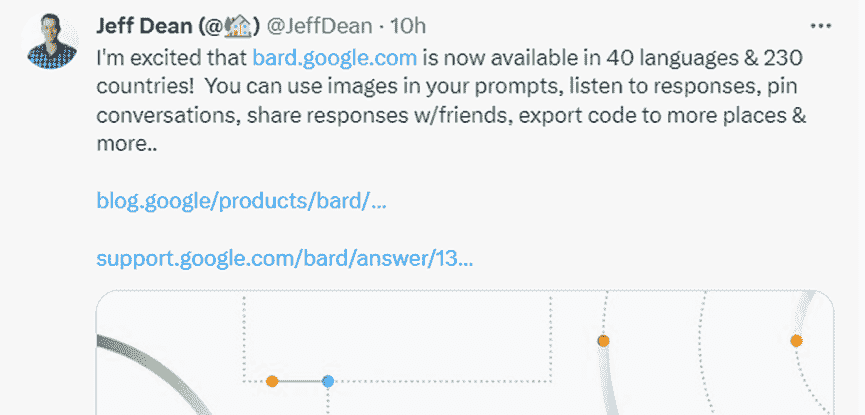 Jeff Dean (@🏡) @JeffDean · 10h
I'm excited that bard.google.com is now available in 40 languages & 230
countries!  You can use images in your prompts, listen to responses, pin
conversations, share responses w/friends, export code to more places &
more..
blog.google/products/bard/...
support.google.com/bard/answer/13...